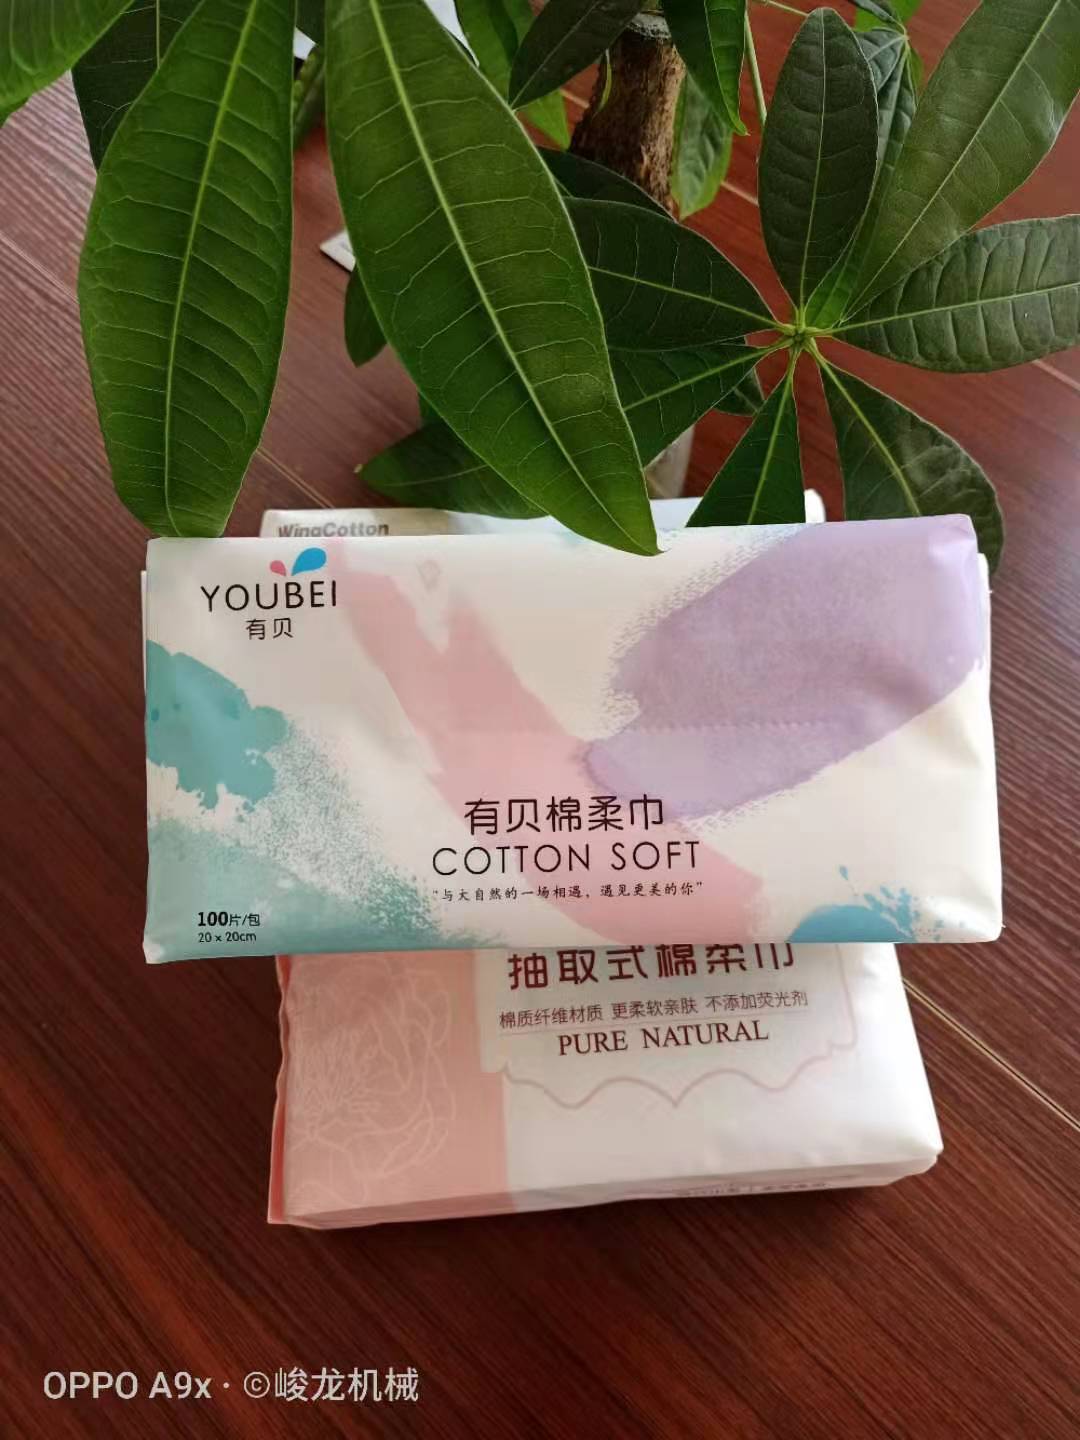 WingCotton
YOUBEI
有贝
有贝棉柔巾
COTTON SOFT
“与大自然的一场相遇，遇见更美的你”
100片/包
20 x 20cm
抽取式棉柔巾
棉质纤维材质 更柔软亲肤 不添加荧光剂
PURE NATURAL
OPPO A9x · ©峻龙机械